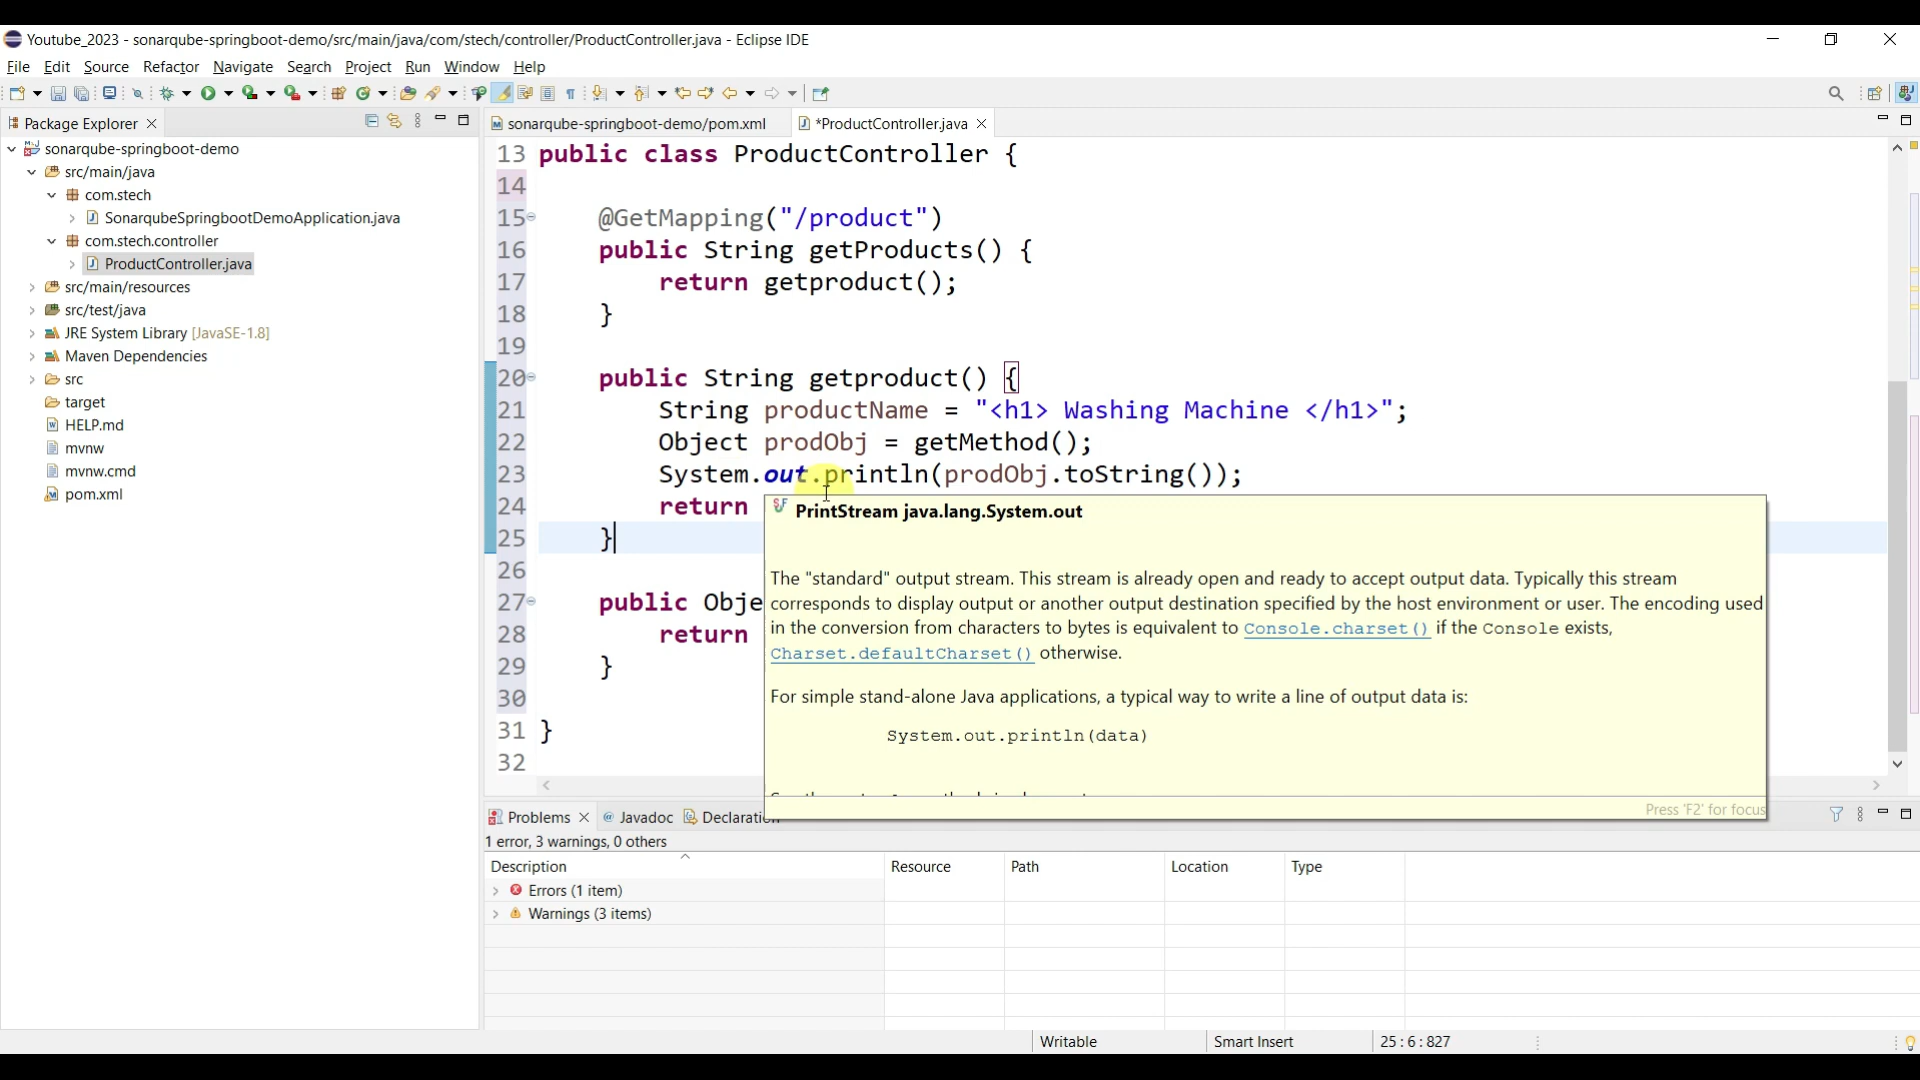 Youtube_2023 - sonarqube-springboot-demo/src/main/java/com/stech/controller/ProductController.java - Eclipse IDE
File Edit Source Refactor Navigate Search Project Run Window Help
Package Explorer
sonarqube-springboot-demo
src/main/java
com.stech
SonarqubeSpringbootDemoApplication.java
com.stech.controller
ProductController.java
src/main/resources
src/test/java
JRE System Library [JavaSE-1.8]
Maven Dependencies
src
target
HELP.md
mvnw
mvnw.cmd
pom.xml
sonarqube-springboot-demo/pom.xml *ProductController.java
13 public class ProductController {
14
15 @GetMapping("/product")
16 public String getProducts() {
17 return getproduct();
18 }
19
20 public String getproduct() {
21 String productName = "<h1> Washing Machine </h1>";
22 Object prodObj = getMethod();
23 System.out.println(prodObj.toString());
24 return
25 }
26
27 public Obje
28 return
29 }
30
31 }
32
PrintStream java.lang.System.out
The "standard" output stream. This stream is already open and ready to accept output data. Typically this stream
corresponds to display output or another output destination specified by the host environment or user. The encoding used
in the conversion from characters to bytes is equivalent to Console.charset() if the Console exists,
Charset.defaultCharset() otherwise.
For simple stand-alone Java applications, a typical way to write a line of output data is:
System.out.println(data)
Press 'F2' for focus
Problems Javadoc Declaration
1 error, 3 warnings, 0 others
Description Resource Path Location Type
Errors (1 item)
Warnings (3 items)
Writable Smart Insert 25 : 6 : 827